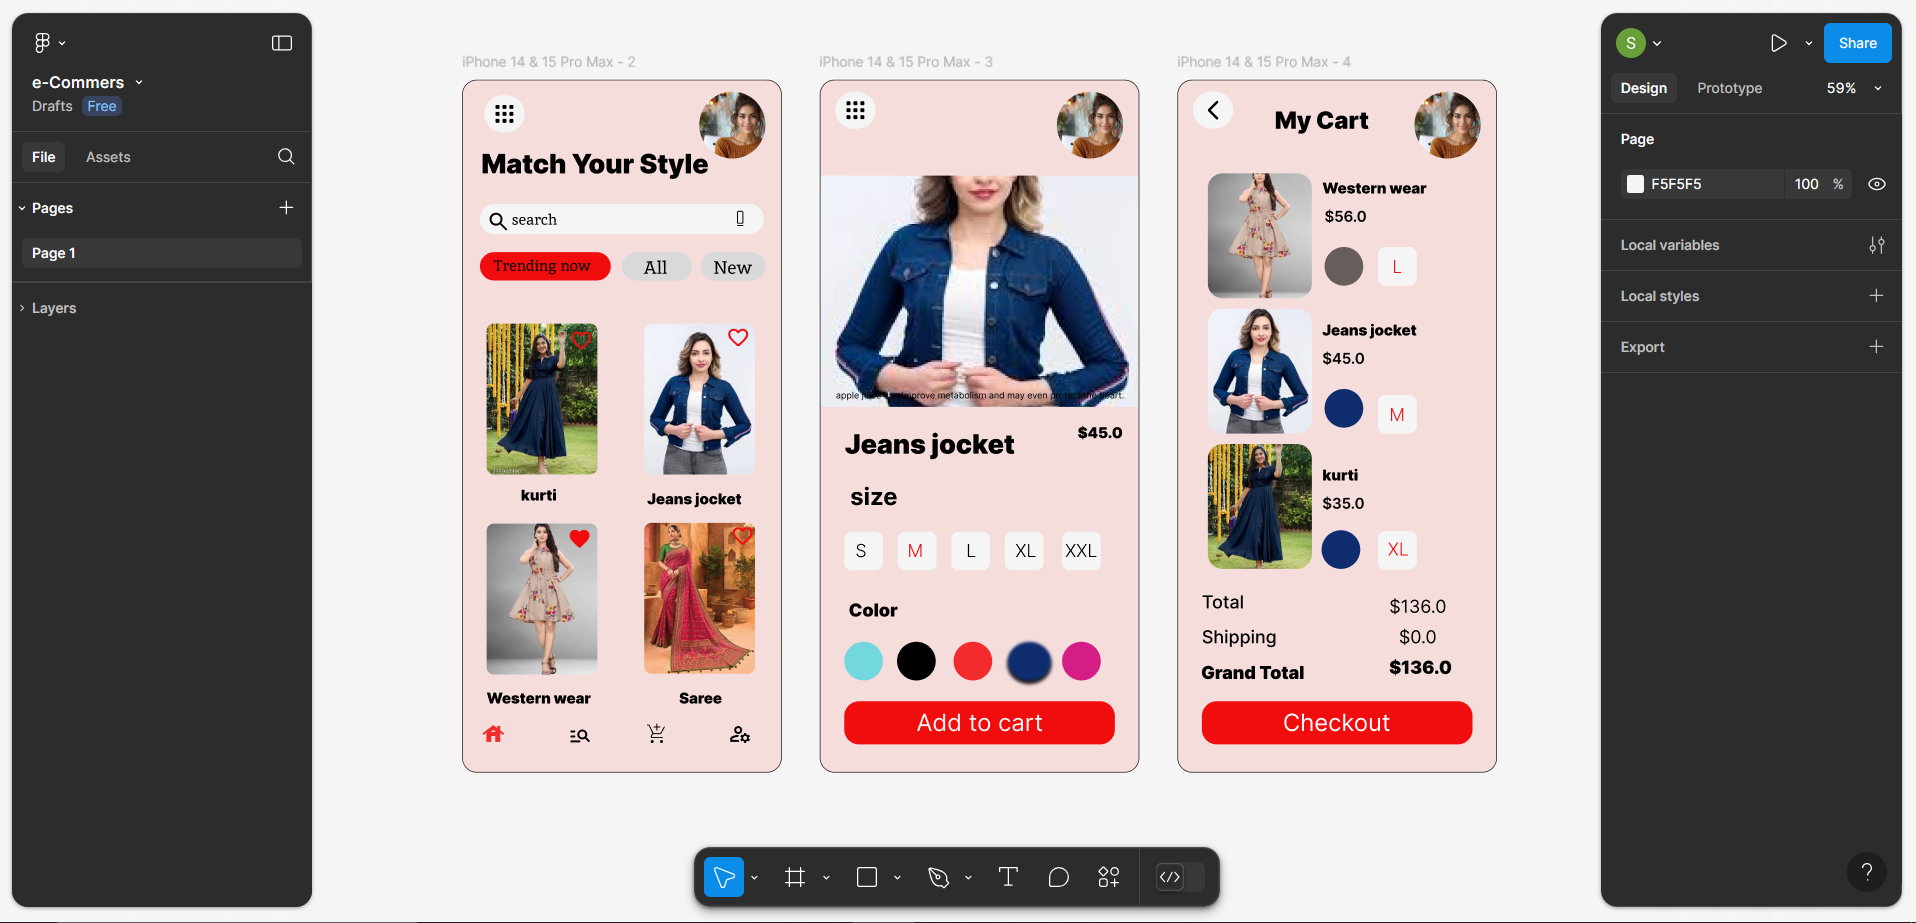 e-Commers
Drafts Free
File Assets
Pages
Page 1
Layers
iPhone 14 & 15 Pro Max - 2
Match Your Style
search
Trending now All New
kurti Jeans jocket
Western wear Saree
iPhone 14 & 15 Pro Max - 3
apple improve metabolism and may even protect the heart.
Jeans jocket $45.0
size
S M L XL XXL
Color
Add to cart
iPhone 14 & 15 Pro Max - 4
My Cart
Western wear
$56.0
L
Jeans jocket
$45.0
M
kurti
$35.0
XL
Total $136.0
Shipping $0.0
Grand Total $136.0
Checkout
S Share
Design Prototype 59%
Page
F5F5F5 100 %
Local variables
Local styles
Export
?